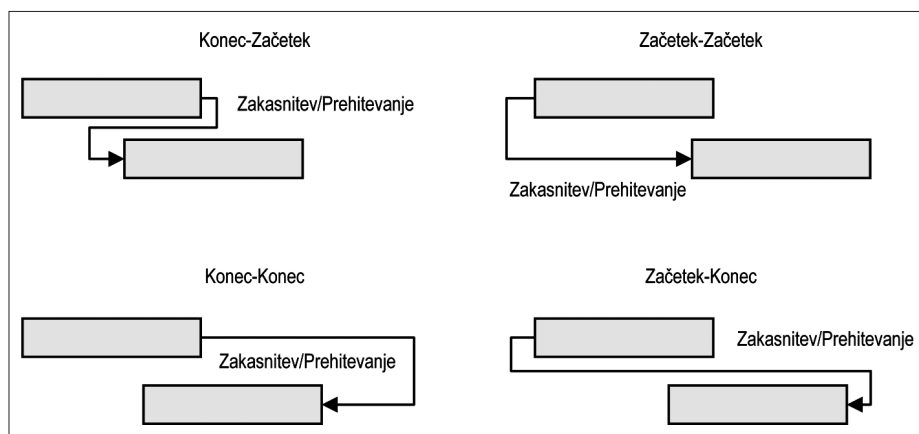 Konec-Začetek
Začetek-Začetek
Zakasnitev/Prehitevanje
Zakasnitev/Prehitevanje
Konec-Konec
Začetek-Konec
Zakasnitev/Prehitevanje
Zakasnitev/Prehitevanje